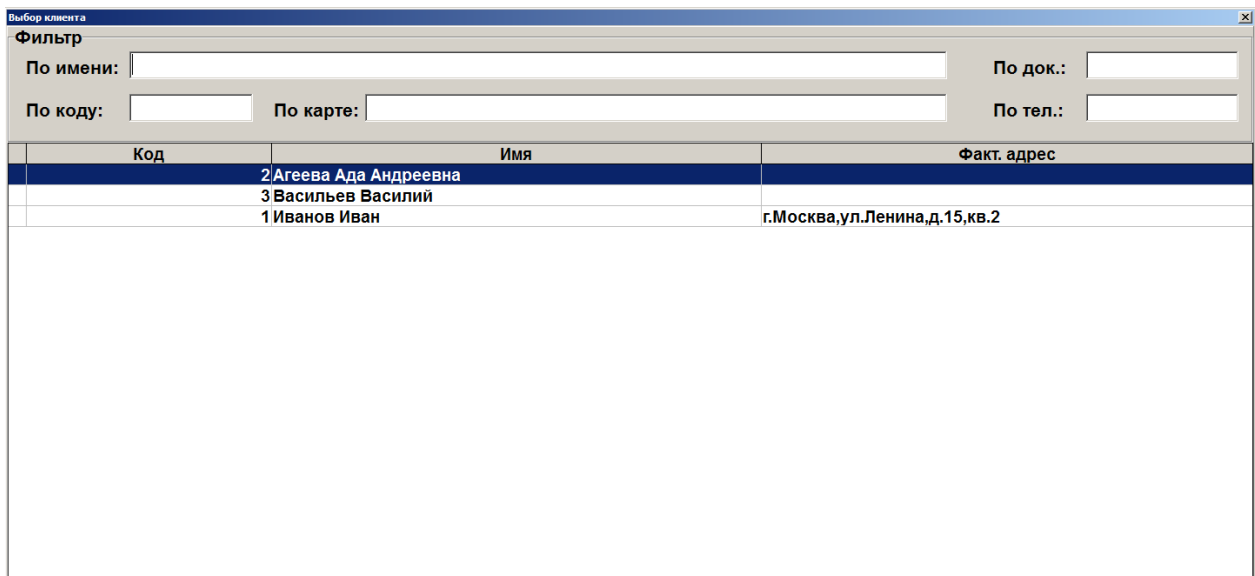 Выбор клиента
Фильтр
По имени: По док.:
По коду: По карте: По тел.:
Код Имя Факт. адрес
2 Агеева Ада Андреевна
3 Васильев Василий
1 Иванов Иван г.Москва,ул.Ленина,д.15,кв.2